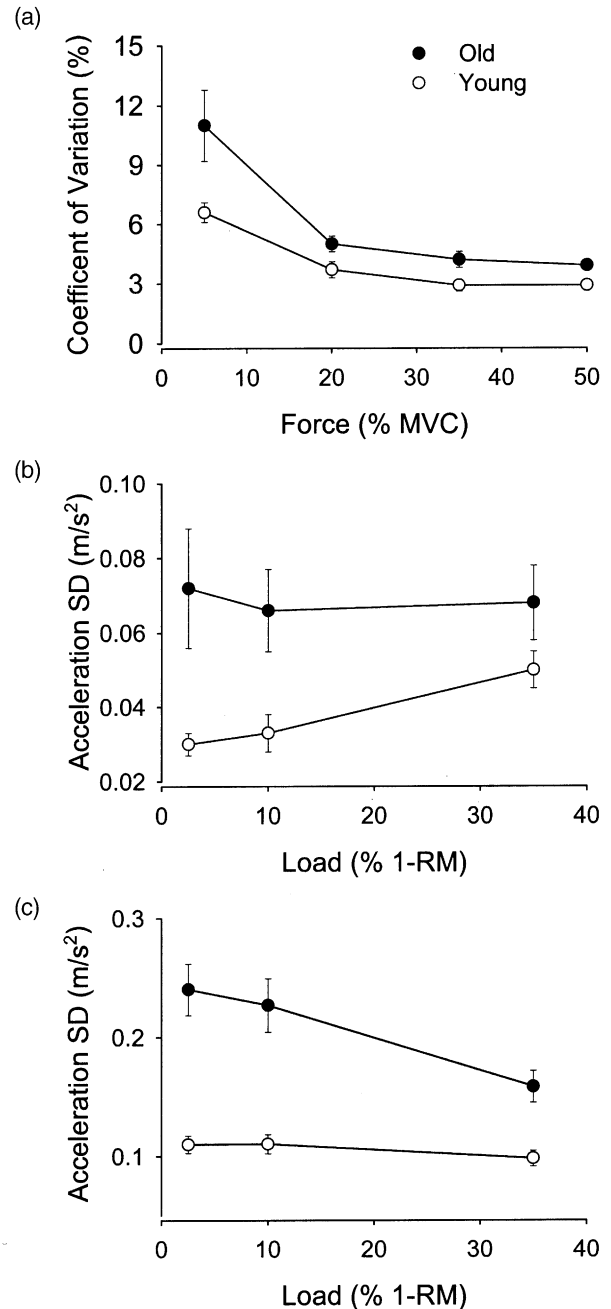 (a)
15
12
9
6
3
0
Coefficent of Variation (%)
Old
Young
0 10 20 30 40 50
Force (% MVC)
(b)
0.10
0.08
0.06
0.04
0.02
Acceleration SD (m/s²)
0 10 20 30 40
Load (% 1-RM)
(c)
0.3
0.2
0.1
Acceleration SD (m/s²)
0 10 20 30 40
Load (% 1-RM)